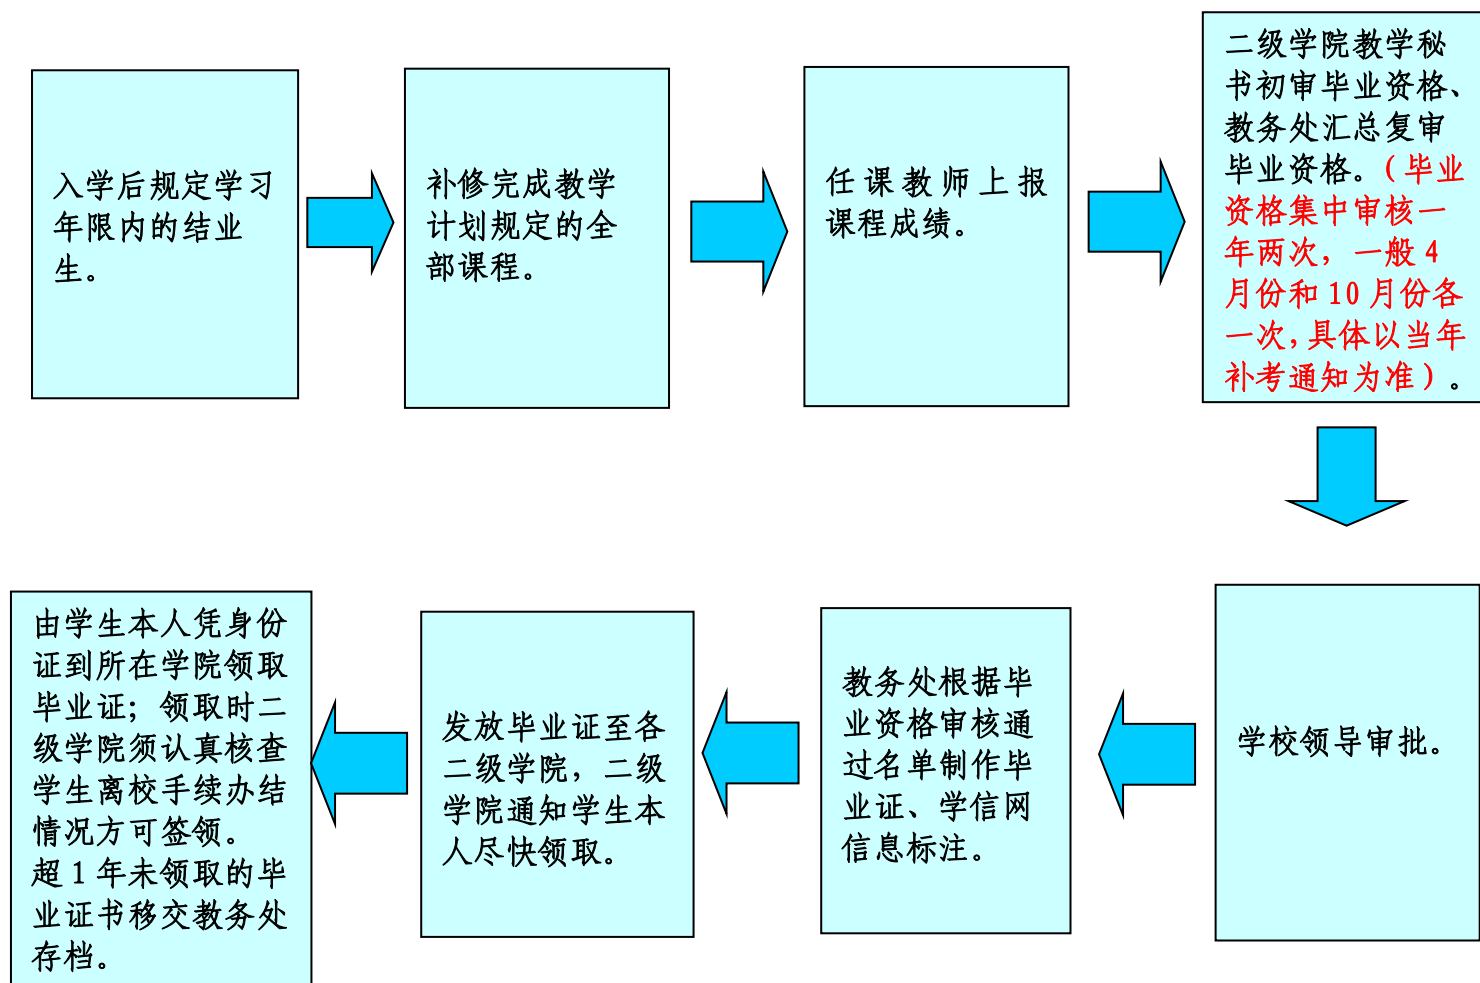 入学后规定学习
年限内的结业
生。
补修完成教学
计划规定的全
部课程。
任课教师上报
课程成绩。
二级学院教学秘
书初审毕业资格、
教务处汇总复审
毕业资格。（毕业
资格集中审核一
年两次，一般 4
月份和 10 月份各
一次，具体以当年
补考通知为准）。
学校领导审批。
教务处根据毕
业资格审核通
过名单制作毕
业证、学信网
信息标注。
发放毕业证至各
二级学院，二级
学院通知学生本
人尽快领取。
由学生本人凭身份
证到所在学院领取
毕业证；领取时二
级学院须认真核查
学生离校手续办结
情况方可签领。
超 1 年未领取的毕
业证书移交教务处
存档。